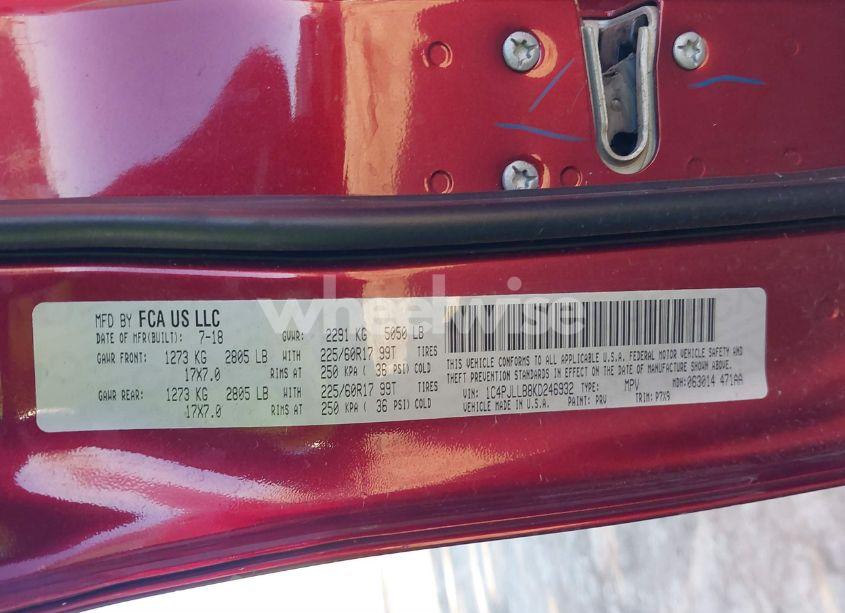 MFD BY FCA US LLC
DATE OF MFR(BUILT): 7-18 GVWR: 2291 KG 5050 LB
GAWR FRONT: 1273 KG 2805 LB WITH 225/60R17 99T TIRES
17X7.0 RIMS AT 250 KPA ( 36 PSI) COLD
GAWR REAR: 1273 KG 2805 LB WITH 225/60R17 99T TIRES
17X7.0 RIMS AT 250 KPA ( 36 PSI) COLD
THIS VEHICLE CONFORMS TO ALL APPLICABLE U.S.A. FEDERAL MOTOR VEHICLE SAFETY AND
THEFT PREVENTION STANDARDS IN EFFECT ON THE DATE OF MANUFACTURE SHOWN ABOVE
VIN: 1C4PJLLB8KD246932 TYPE: MPV MDH: 063014 471AA
VEHICLE MADE IN U.S.A. PAINT: PRV TRIM: P7X9
wheelwise